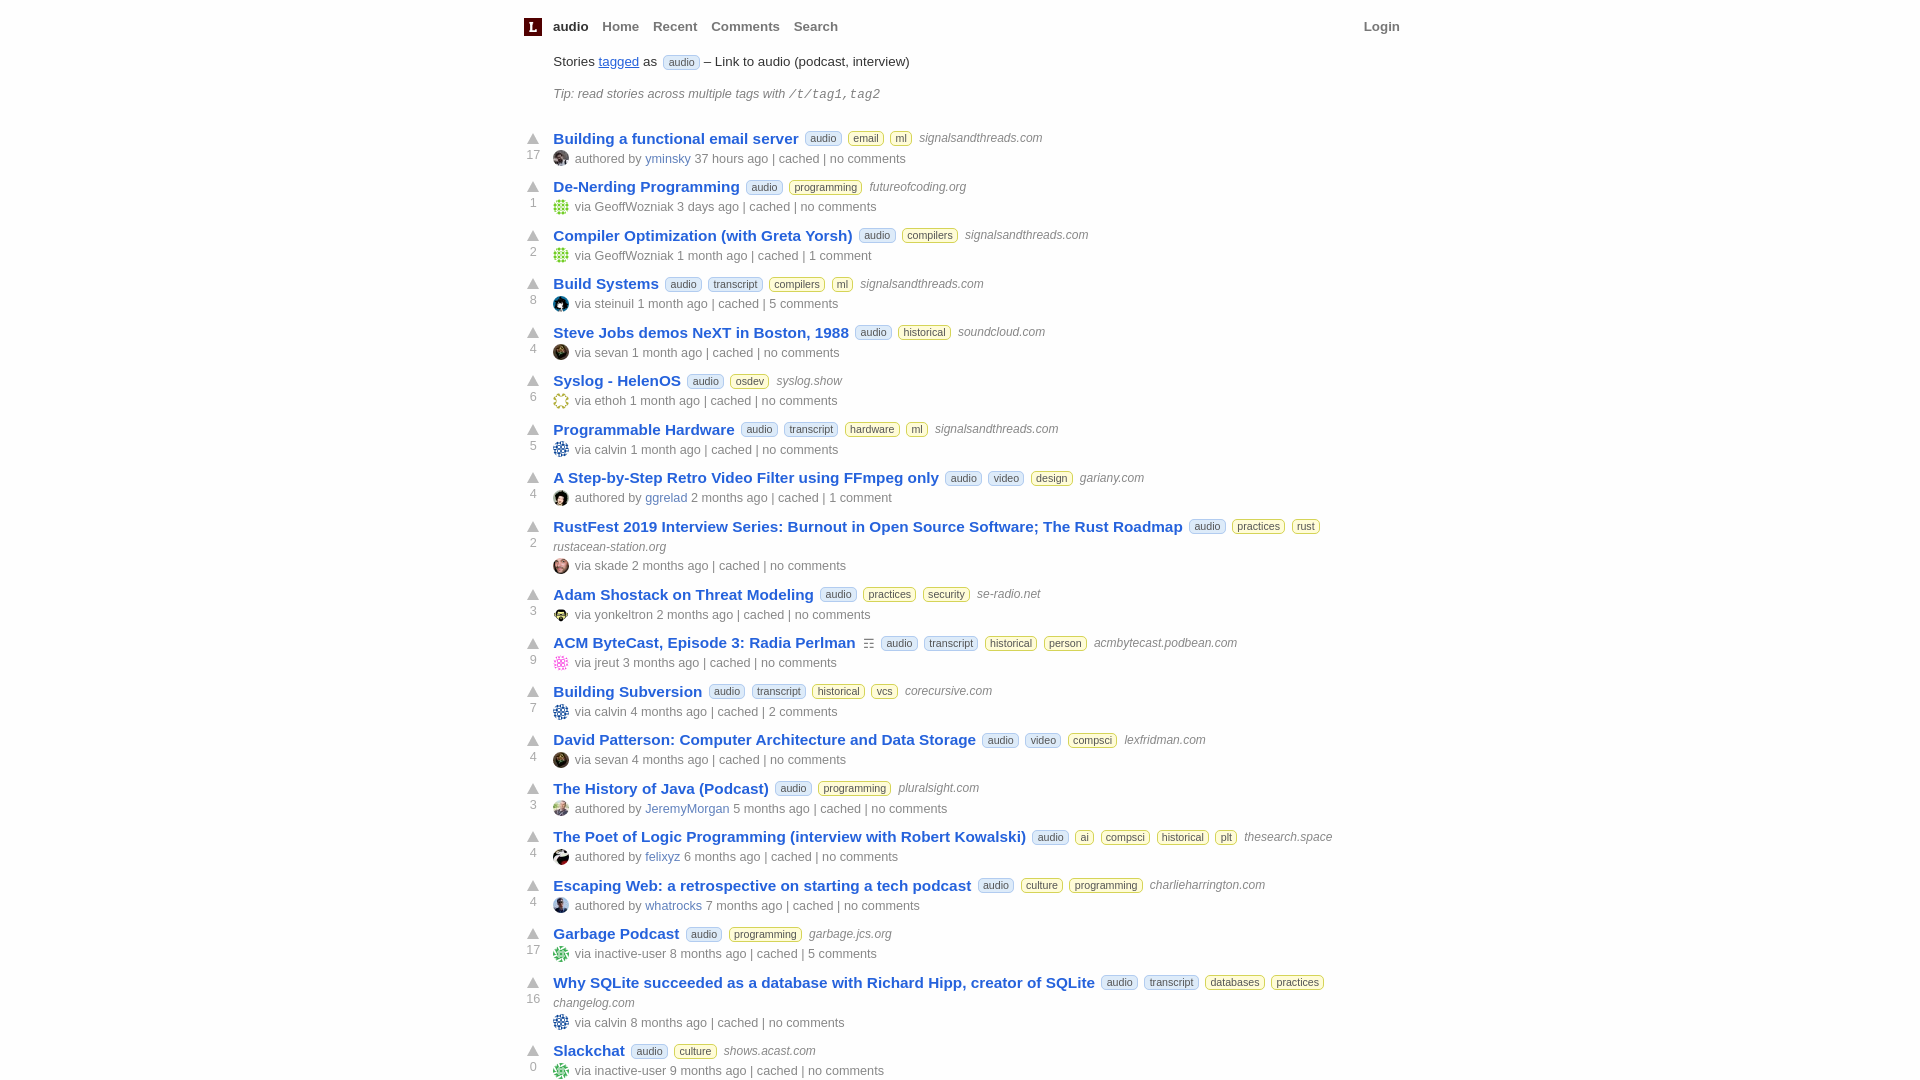 L audio Home Recent Comments Search Login
Stories tagged as audio – Link to audio (podcast, interview)
Tip: read stories across multiple tags with /t/tag1,tag2
Building a functional email server audio email ml signalsandthreads.com
17 authored by yminsky 37 hours ago | cached | no comments
De-Nerding Programming audio programming futureofcoding.org
1 via GeoffWozniak 3 days ago | cached | no comments
Compiler Optimization (with Greta Yorsh) audio compilers signalsandthreads.com
2 via GeoffWozniak 1 month ago | cached | 1 comment
Build Systems audio transcript compilers ml signalsandthreads.com
8 via steinuil 1 month ago | cached | 5 comments
Steve Jobs demos NeXT in Boston, 1988 audio historical soundcloud.com
4 via sevan 1 month ago | cached | no comments
Syslog - HelenOS audio osdev syslog.show
6 via ethoh 1 month ago | cached | no comments
Programmable Hardware audio transcript hardware ml signalsandthreads.com
5 via calvin 1 month ago | cached | no comments
A Step-by-Step Retro Video Filter using FFmpeg only audio video design gariany.com
4 authored by ggrelad 2 months ago | cached | 1 comment
RustFest 2019 Interview Series: Burnout in Open Source Software; The Rust Roadmap audio practices rust
2 rustacean-station.org
via skade 2 months ago | cached | no comments
Adam Shostack on Threat Modeling audio practices security se-radio.net
3 via yonkeltron 2 months ago | cached | no comments
ACM ByteCast, Episode 3: Radia Perlman ☶ audio transcript historical person acmbytecast.podbean.com
9 via jreut 3 months ago | cached | no comments
Building Subversion audio transcript historical vcs corecursive.com
7 via calvin 4 months ago | cached | 2 comments
David Patterson: Computer Architecture and Data Storage audio video compsci lexfridman.com
4 via sevan 4 months ago | cached | no comments
The History of Java (Podcast) audio programming pluralsight.com
3 authored by JeremyMorgan 5 months ago | cached | no comments
The Poet of Logic Programming (interview with Robert Kowalski) audio ai compsci historical plt thesearch.space
4 authored by felixyz 6 months ago | cached | no comments
Escaping Web: a retrospective on starting a tech podcast audio culture programming charlieharrington.com
4 authored by whatrocks 7 months ago | cached | no comments
Garbage Podcast audio programming garbage.jcs.org
17 via inactive-user 8 months ago | cached | 5 comments
Why SQLite succeeded as a database with Richard Hipp, creator of SQLite audio transcript databases practices
16 changelog.com
via calvin 8 months ago | cached | no comments
Slackchat audio culture shows.acast.com
0 via inactive-user 9 months ago | cached | no comments